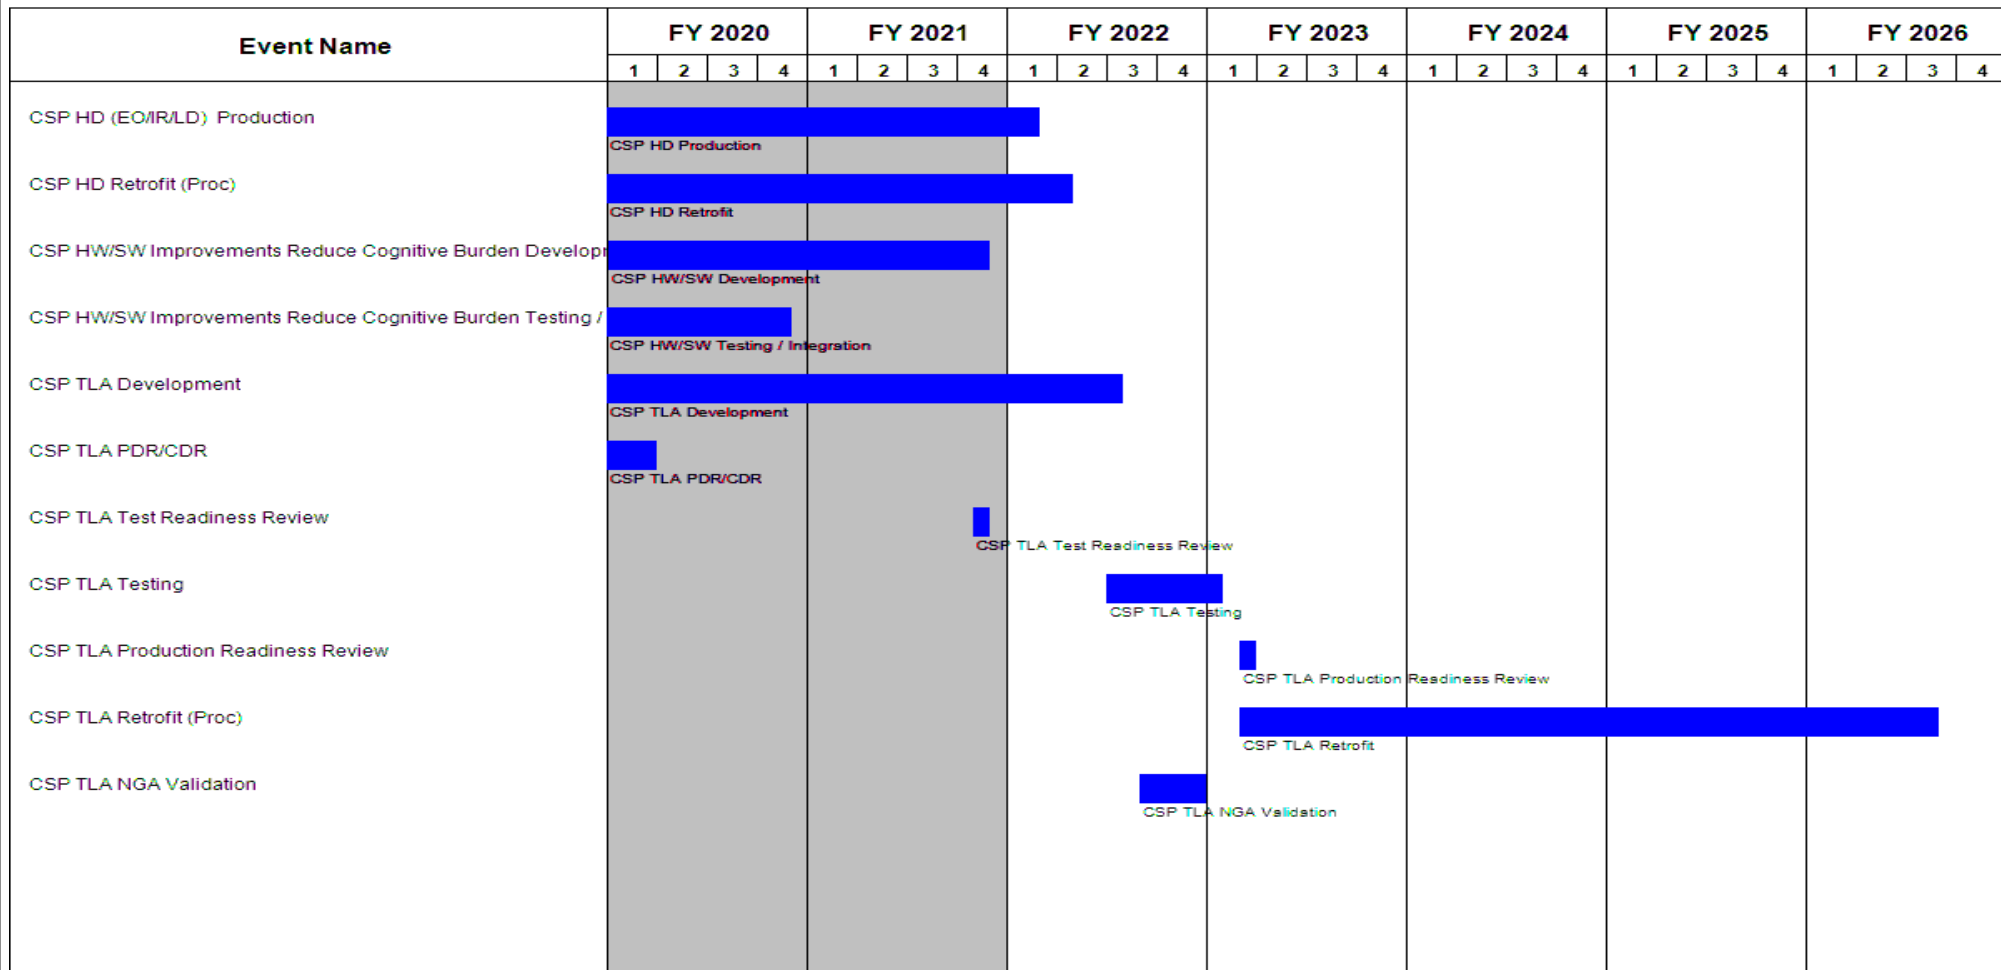 Event Name
FY 2020 FY 2021 FY 2022 FY 2023 FY 2024 FY 2025 FY 2026
1 2 3 4 1 2 3 4 1 2 3 4 1 2 3 4 1 2 3 4 1 2 3 4 1 2 3 4
CSP HD (EO/IR/LD) Production
CSP HD Production
CSP HD Retrofit (Proc)
CSP HD Retrofit
CSP HW/SW Improvements Reduce Cognitive Burden Develop
CSP HW/SW Development
CSP HW/SW Improvements Reduce Cognitive Burden Testing /
CSP HW/SW Testing / Integration
CSP TLA Development
CSP TLA Development
CSP TLA PDR/CDR
CSP TLA PDR/CDR
CSP TLA Test Readiness Review
CSP TLA Test Readiness Review
CSP TLA Testing
CSP TLA Testing
CSP TLA Production Readiness Review
CSP TLA Production Readiness Review
CSP TLA Retrofit (Proc)
CSP TLA Retrofit
CSP TLA NGA Validation
CSP TLA NGA Validation